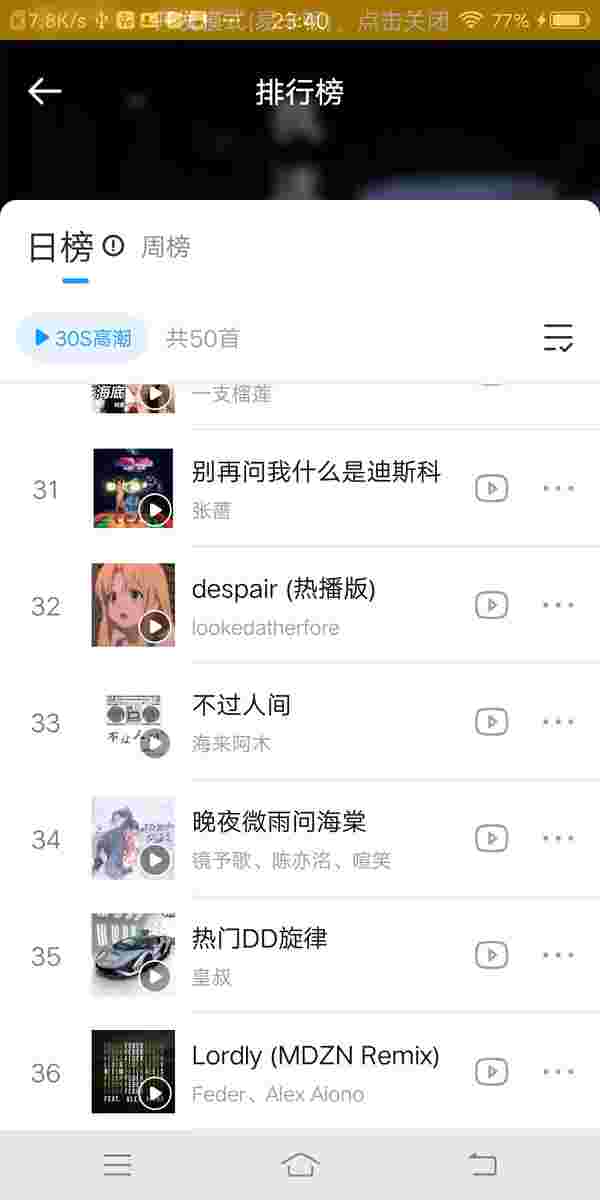 7.8K/s 23:40 点击关闭 77%
排行榜
日榜 周榜
30S高潮 共50首
海底
一支榴莲
31 别再问我什么是迪斯科
张蔷
32 despair (热播版)
lookedatherfore
33 不过人间
海来阿木
34 晚夜微雨问海棠
镜予歌、陈亦洺、喧笑
35 热门DD旋律
皇叔
36 Lordly (MDZN Remix)
Feder、Alex Aiono